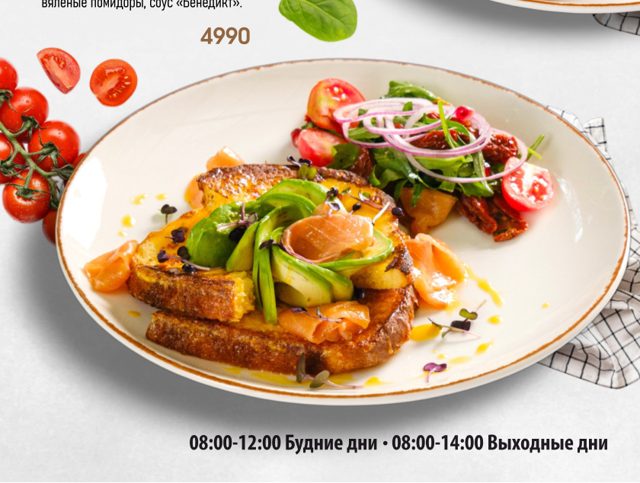 вяленые помидоры, соус «Бенедикт».
4990
08:00-12:00 Будние дни • 08:00-14:00 Выходные дни